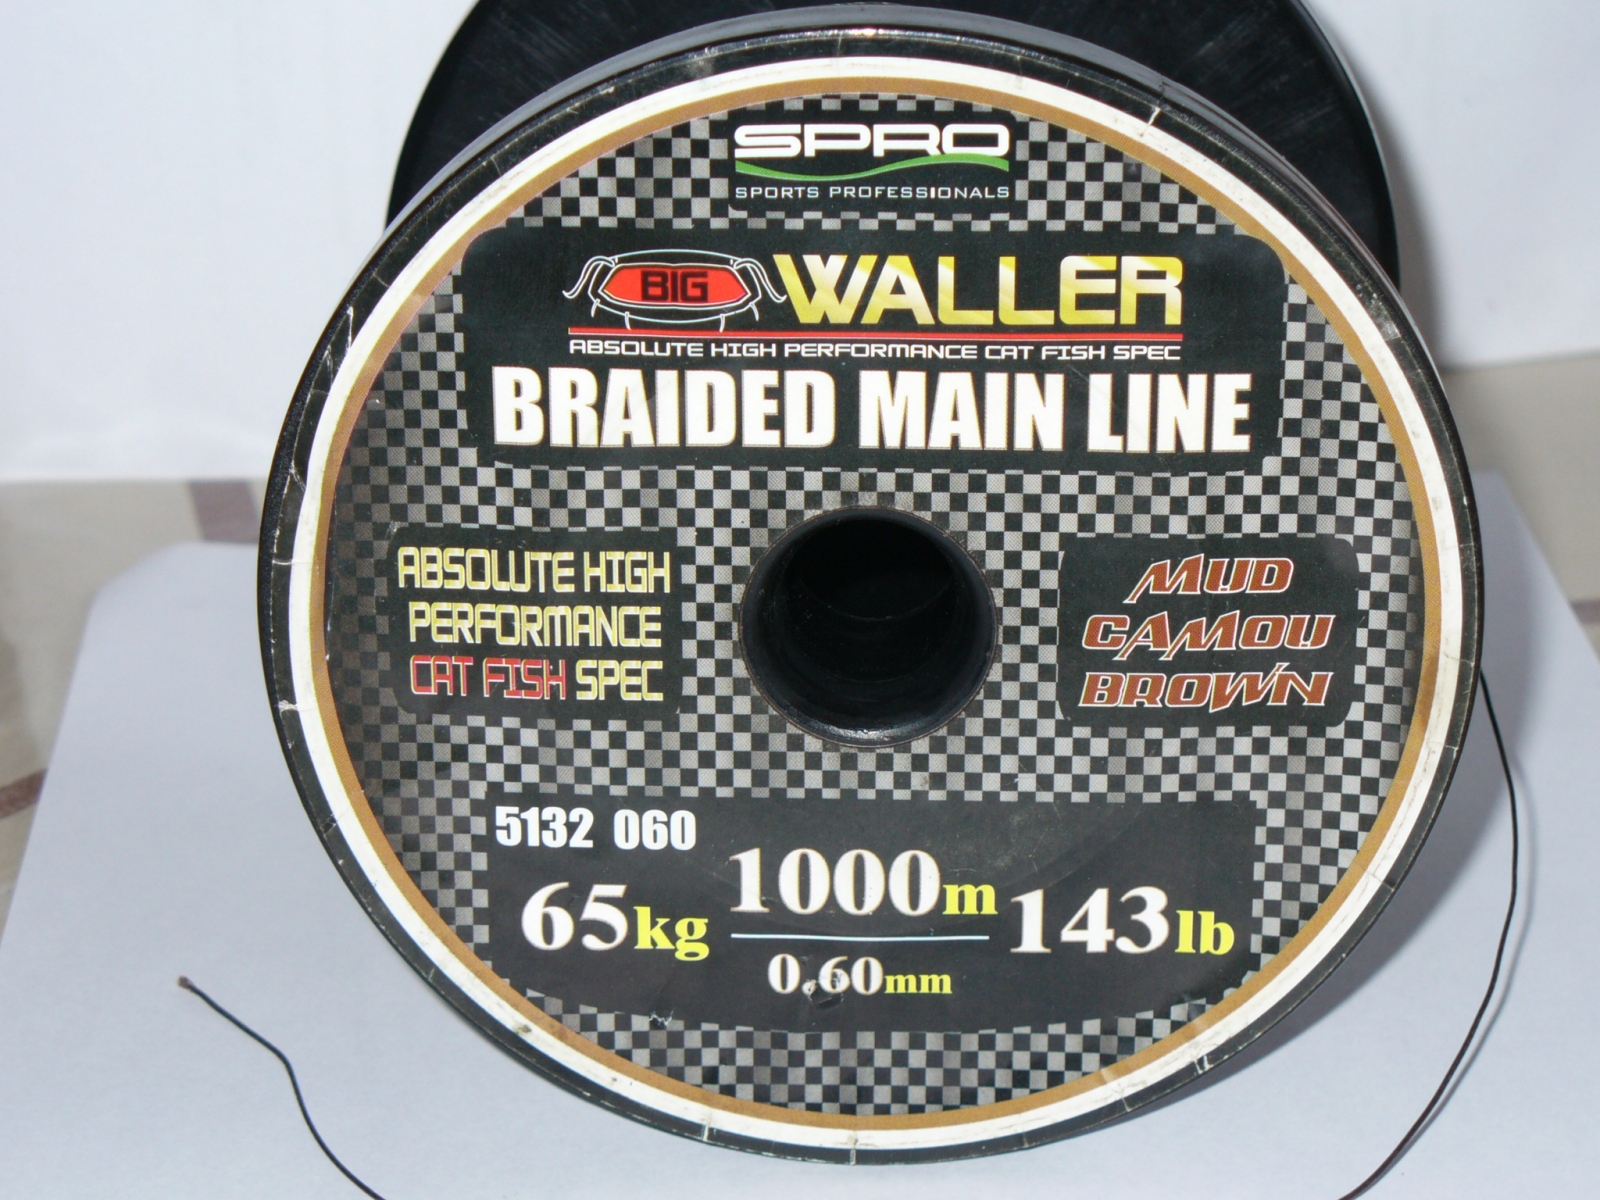 SPRO
SPORTS PROFESSIONALS
BIG WALLER
ABSOLUTE HIGH PERFORMANCE CAT FISH SPEC
BRAIDED MAIN LINE
ABSOLUTE HIGH
PERFORMANCE
CAT FISH SPEC
MUD
CAMOU
BROWN
5132 060
65kg 1000m 143lb
0.60mm